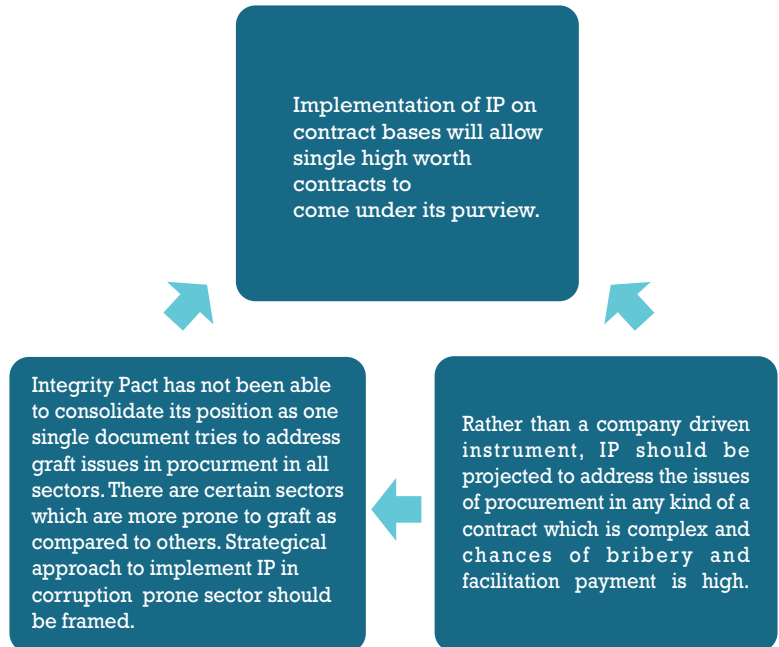 Implementation of IP on
contract bases will allow
single high worth
contracts to
come under its purview.
Integrity Pact has not been able
to consolidate its position as one
single document tries to address
graft issues in procurment in all
sectors. There are certain sectors
which are more prone to graft as
compared to others. Strategical
approach to implement IP in
corruption prone sector should
be framed.
Rather than a company driven
instrument, IP should be
projected to address the issues
of procurement in any kind of a
contract which is complex and
chances of bribery and
facilitation payment is high.